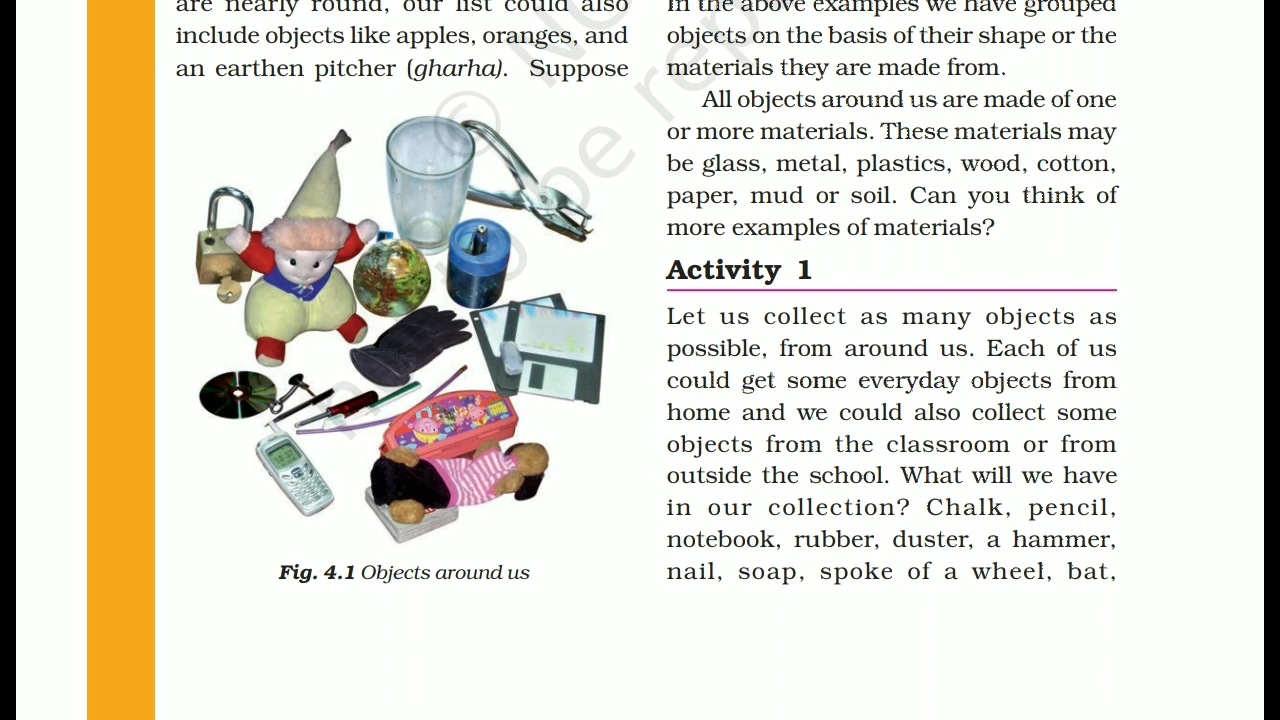 are nearly round, our list could also
include objects like apples, oranges, and
an earthen pitcher (gharha). Suppose
Fig. 4.1 Objects around us
In the above examples we have grouped
objects on the basis of their shape or the
materials they are made from.
All objects around us are made of one
or more materials. These materials may
be glass, metal, plastics, wood, cotton,
paper, mud or soil. Can you think of
more examples of materials?
Activity 1
Let us collect as many objects as
possible, from around us. Each of us
could get some everyday objects from
home and we could also collect some
objects from the classroom or from
outside the school. What will we have
in our collection? Chalk, pencil,
notebook, rubber, duster, a hammer,
nail, soap, spoke of a wheel, bat,